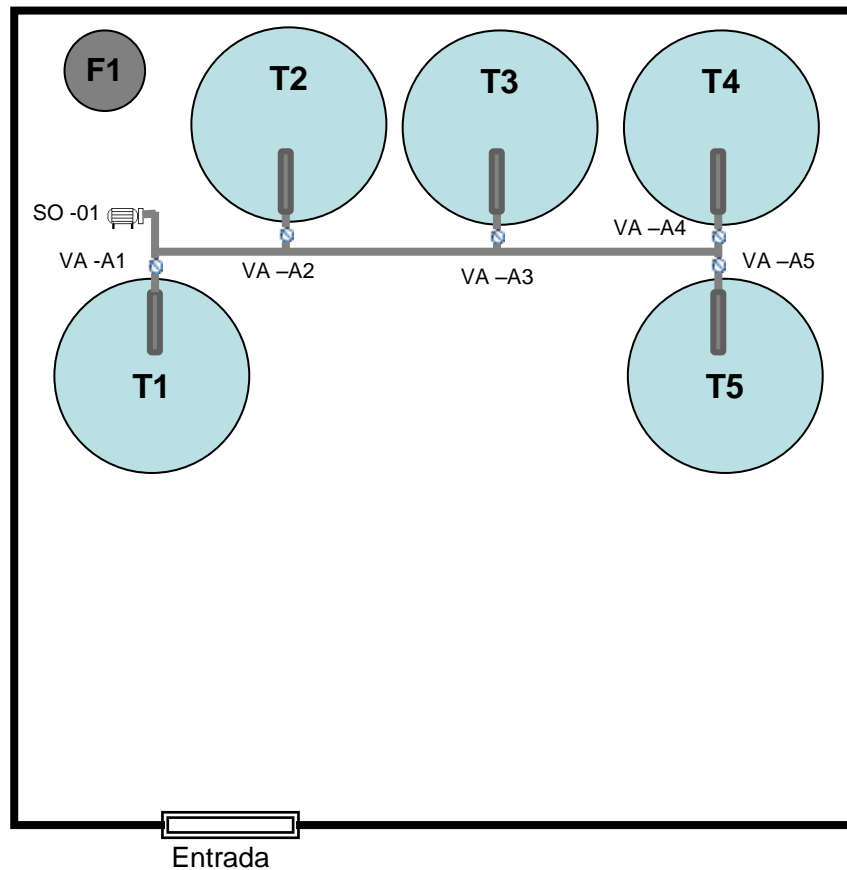 F1
T2
T3
T4
SO -01
VA -A1
VA –A2
VA –A3
VA –A4
VA –A5
T1
T5
Entrada